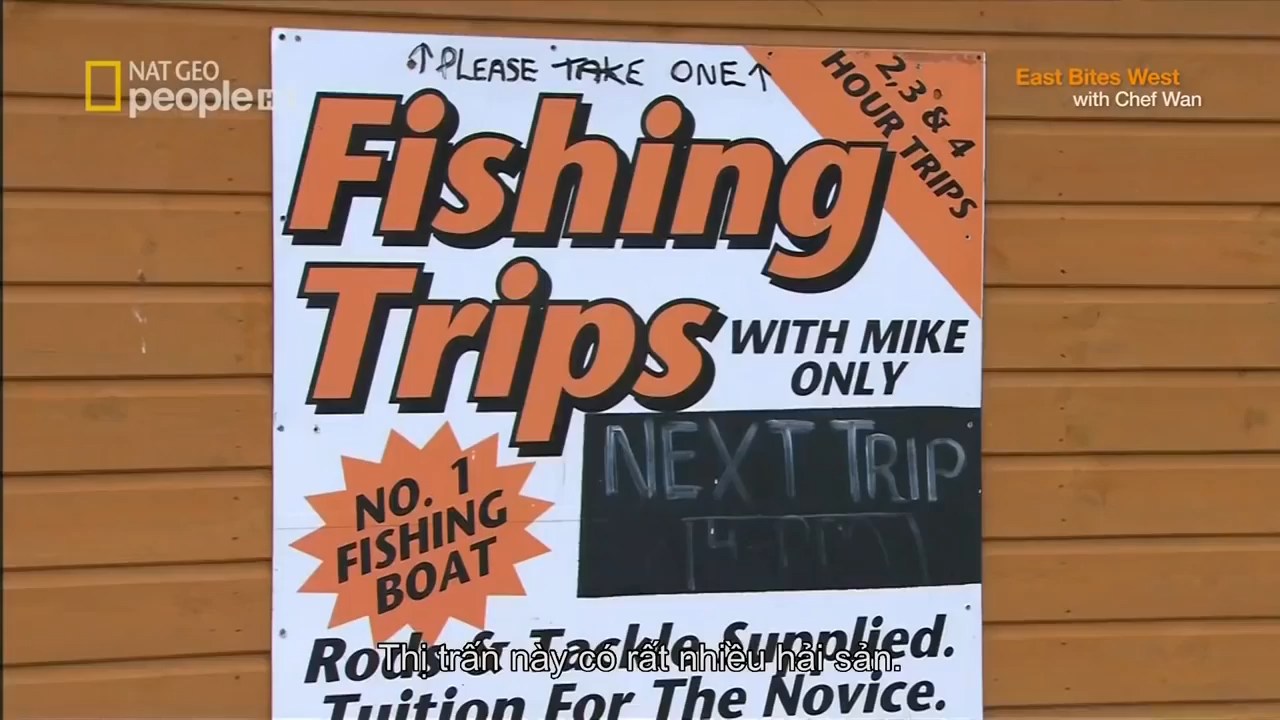 NAT GEO
people
East Bites West
with Chef Wan
↑PLEASE TAKE ONE↑
2,3 & 4
HOUR TRIPS
Fishing
Trips
WITH MIKE
ONLY
NEXT TRIP
NO. 1
FISHING
BOAT
Rods & Tackle Supplied.
Thị trấn này có rất nhiều hải sản.
Tuition For The Novice.